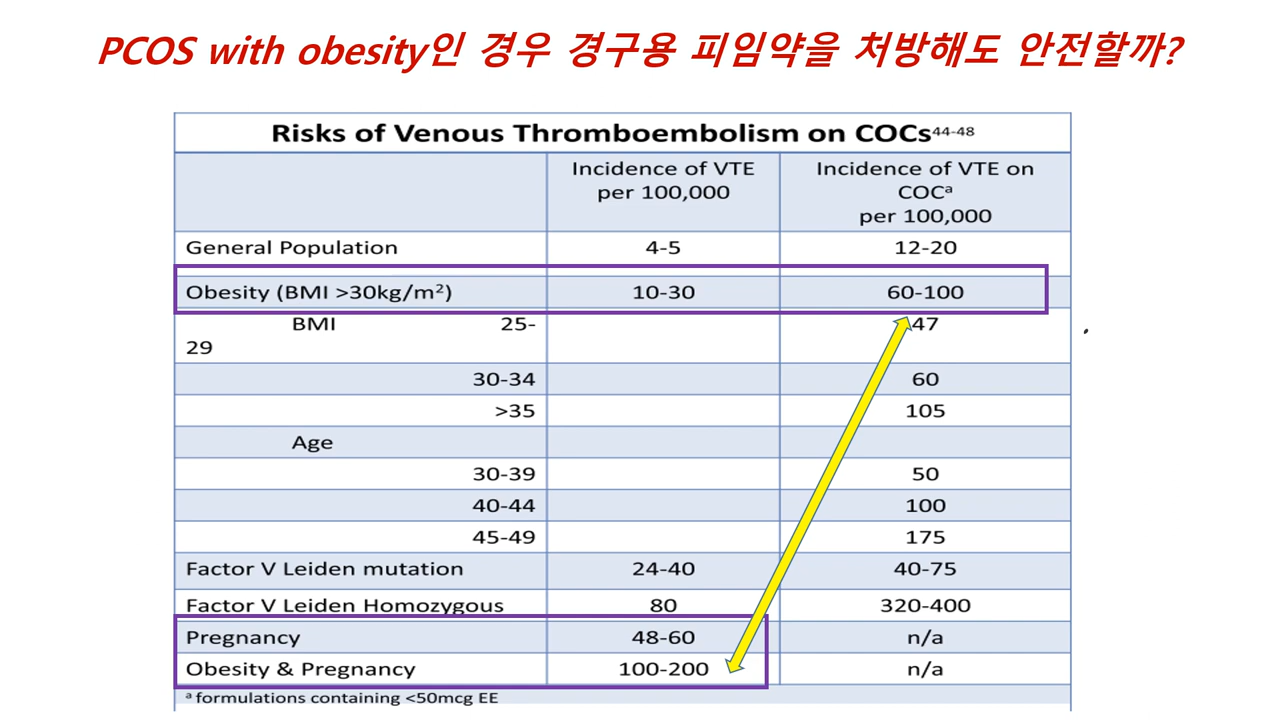 PCOS with obesity인 경우 경구용 피임약을 처방해도 안전할까?
Risks of Venous Thromboembolism on COCs44-48
Incidence of VTE per 100,000
Incidence of VTE on COCa per 100,000
General Population 4-5 12-20
Obesity (BMI >30kg/m2) 10-30 60-100
BMI 25-29 47
30-34 60
>35 105
Age
30-39 50
40-44 100
45-49 175
Factor V Leiden mutation 24-40 40-75
Factor V Leiden Homozygous 80 320-400
Pregnancy 48-60 n/a
Obesity & Pregnancy 100-200 n/a
a formulations containing <50mcg EE